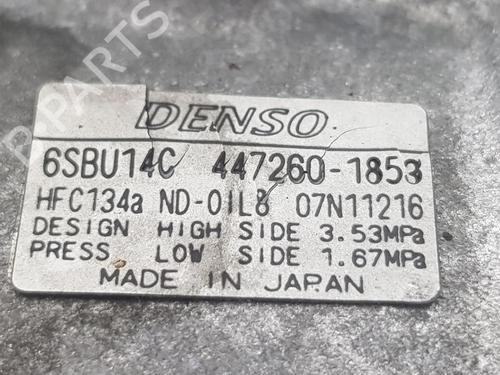 DENSO
6SBU14C 447260-1853
HFC134a ND-OIL8 07N11216
DESIGN HIGH SIDE 3.53MPa
PRESS LOW SIDE 1.67MPa
MADE IN JAPAN
B-PARTS